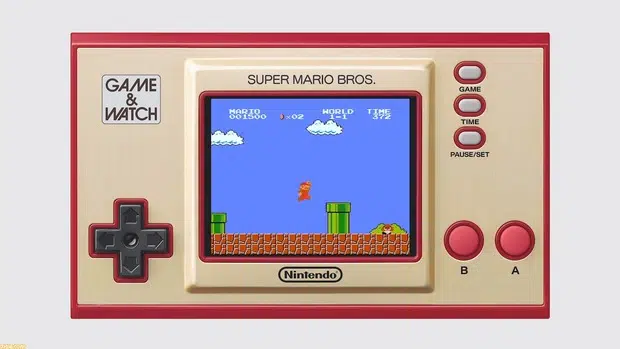 SUPER MARIO BROS.
GAME
&
WATCH
MARIO WORLD TIME
001500 ×02 1-1 372
GAME
TIME
PAUSE/SET
B A
Nintendo